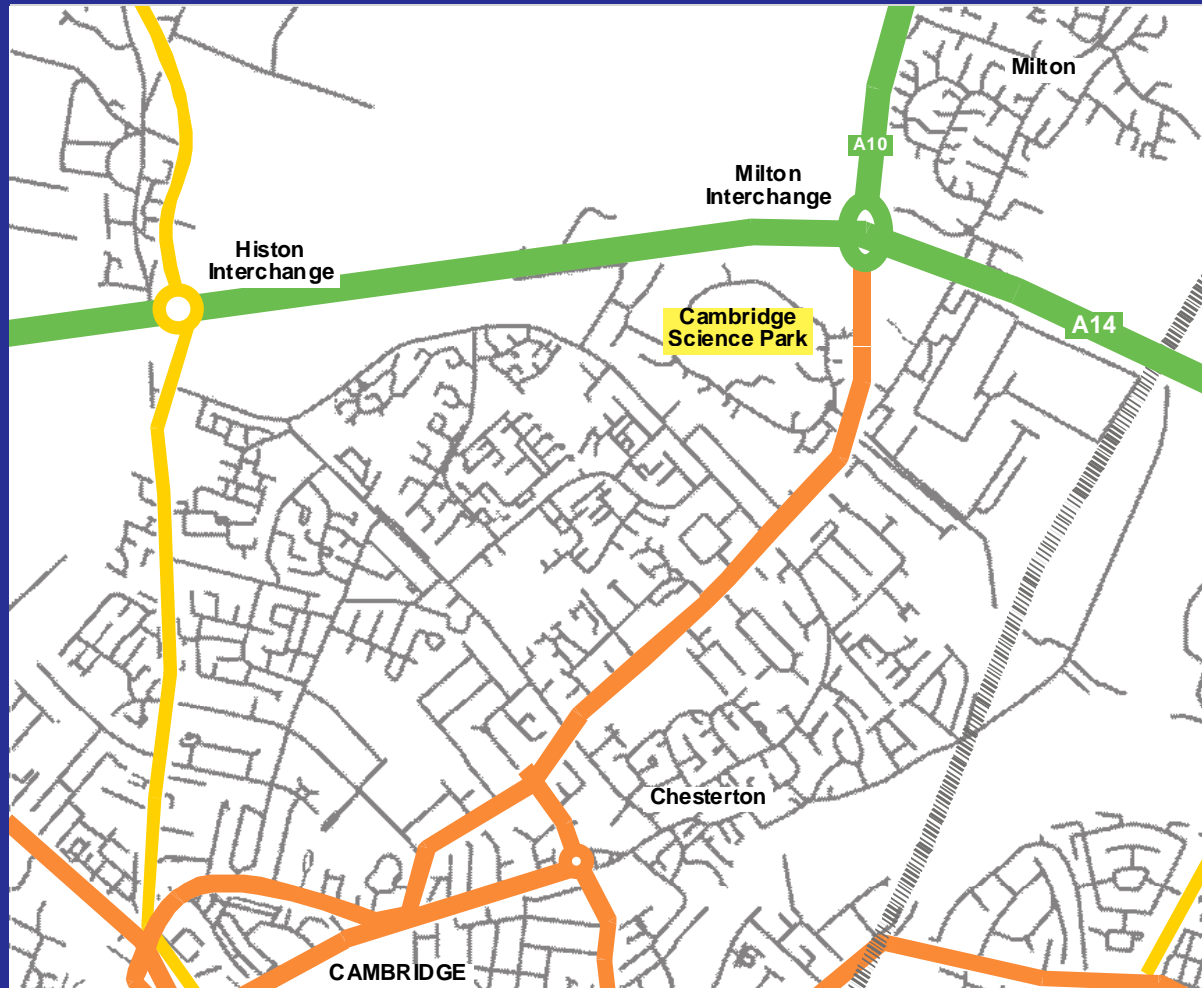 Milton
A10
Milton
Interchange
Histon
Interchange
Cambridge
Science Park
A14
Chesterton
CAMBRIDGE